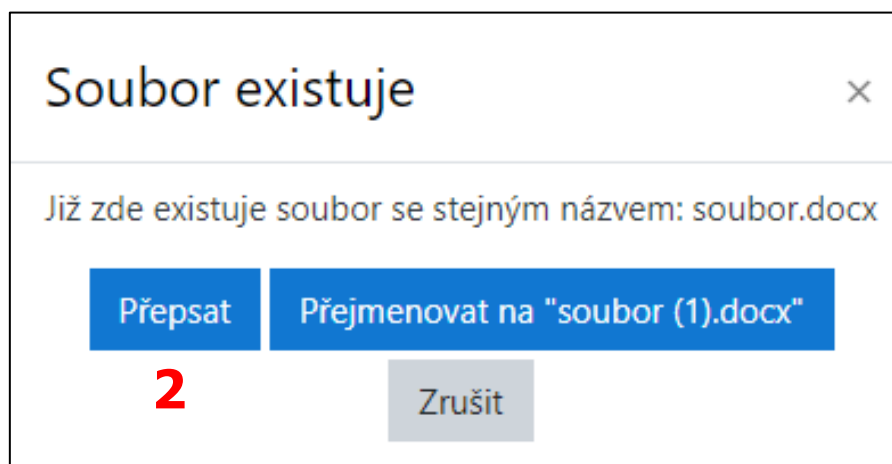 Soubor existuje ×
Již zde existuje soubor se stejným názvem: soubor.docx
Přepsat Přejmenovat na "soubor (1).docx"
2 Zrušit